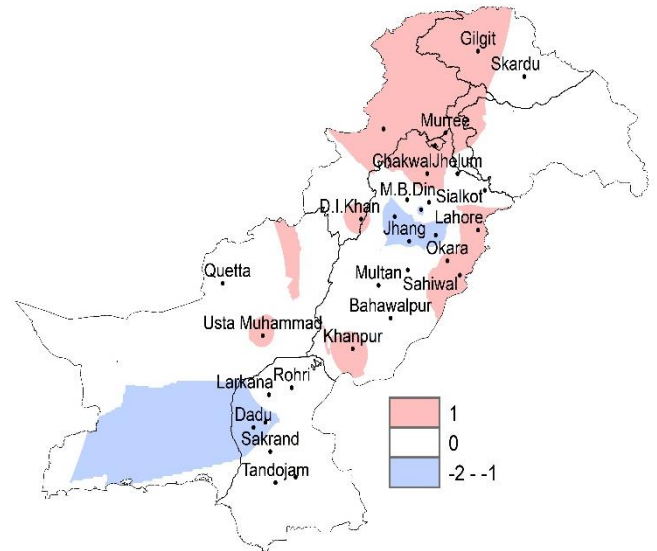 Gilgit
Skardu
Murree
Chakwal
Jhelum
M.B.Din
Sialkot
D.I.Khan
Lahore
Jhang
Okara
Quetta
Multan
Sahiwal
Bahawalpur
Usta Muhammad
Khanpur
Rohri
Larkana
Dadu
Sakrand
Tandojam
1
0
-2 - -1